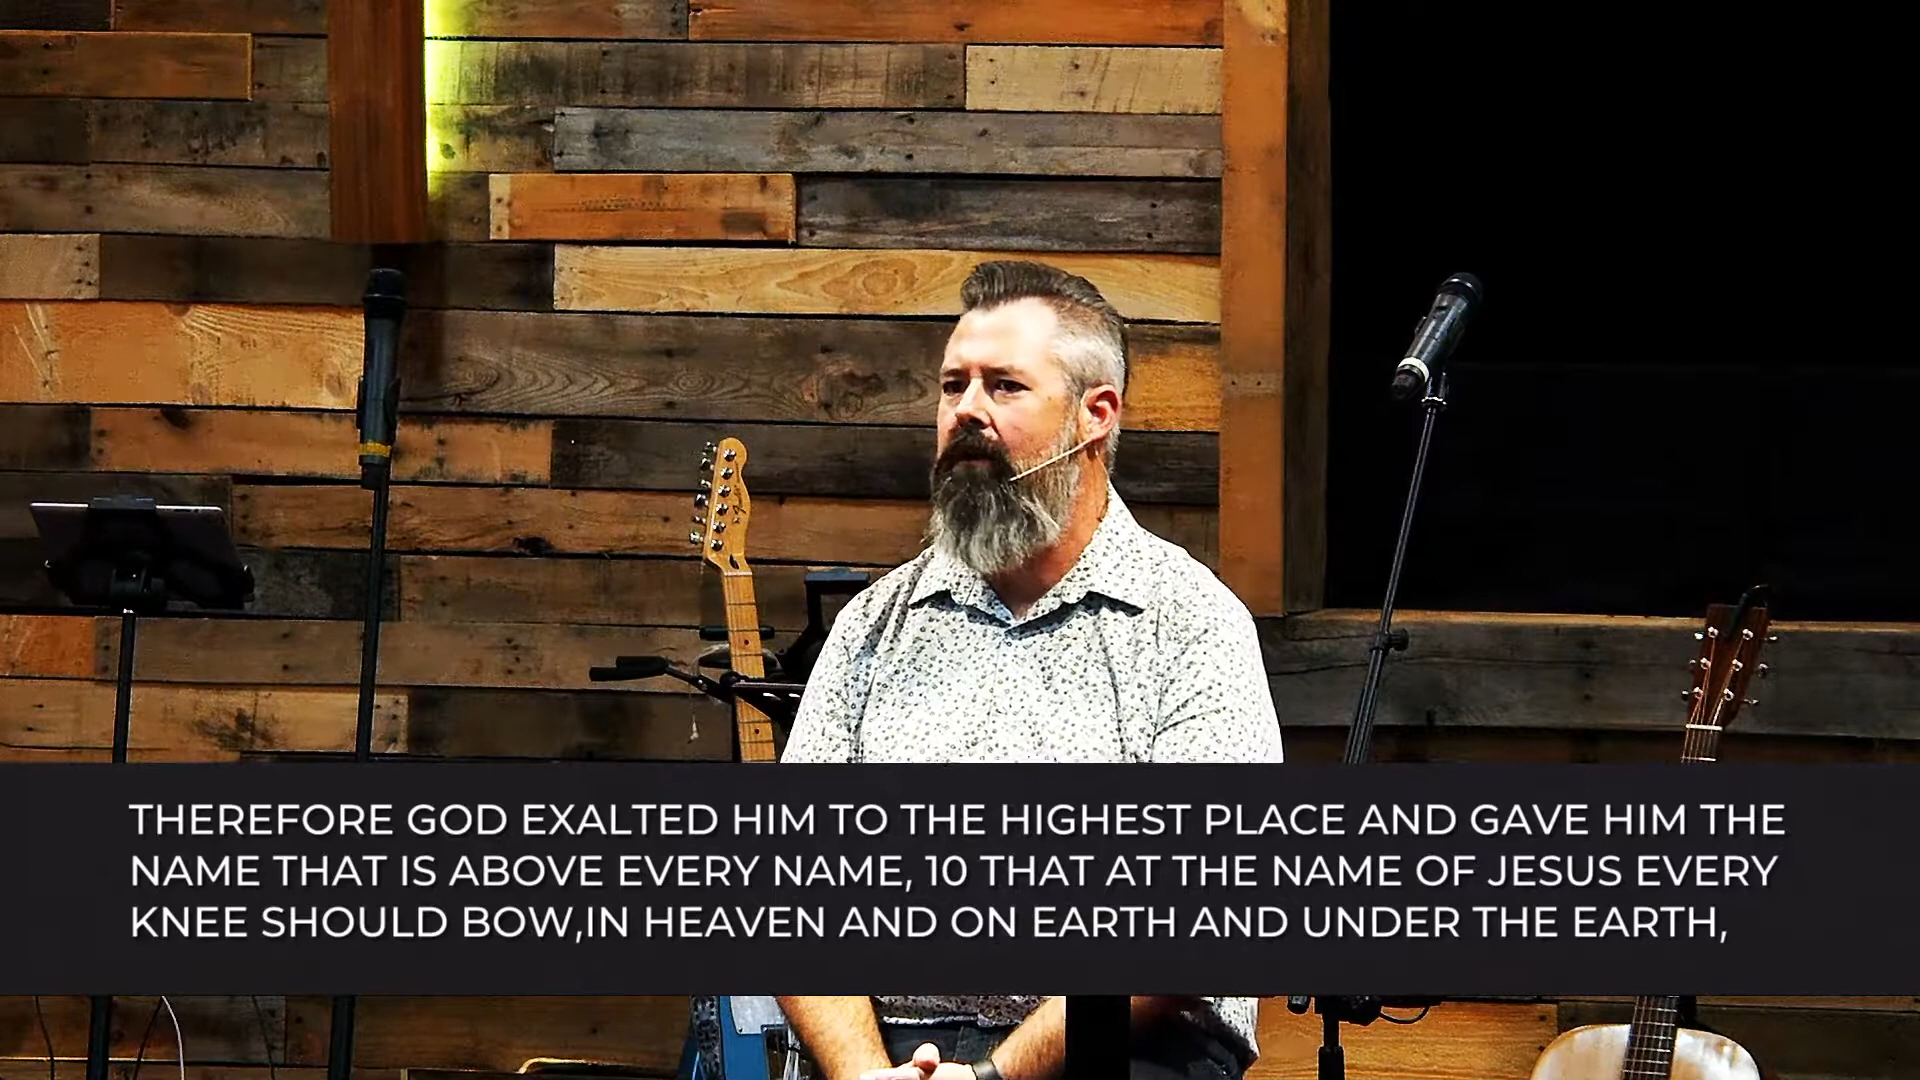 THEREFORE GOD EXALTED HIM TO THE HIGHEST PLACE AND GAVE HIM THE
NAME THAT IS ABOVE EVERY NAME, 10 THAT AT THE NAME OF JESUS EVERY
KNEE SHOULD BOW,IN HEAVEN AND ON EARTH AND UNDER THE EARTH,